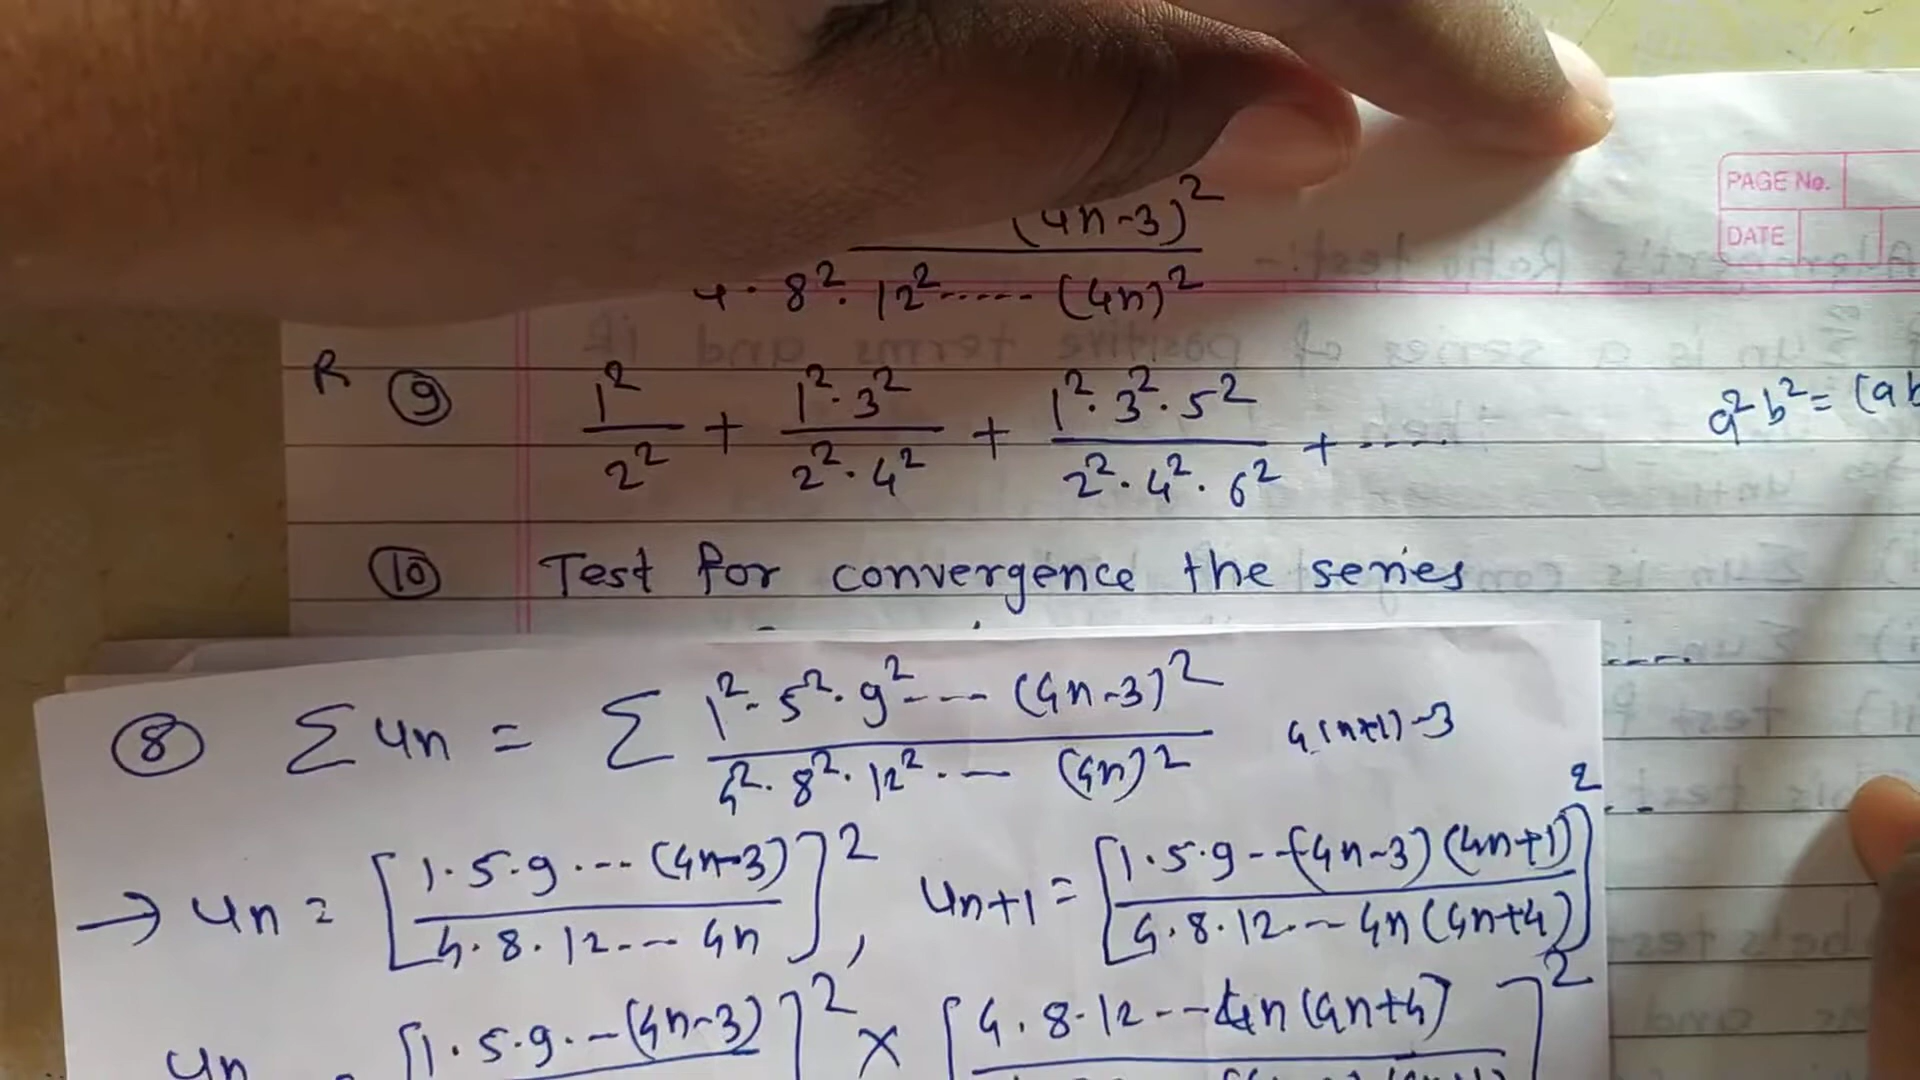 (4n-3)²
8² · 12² ----- (4n)²
PAGE No.
DATE
R ⑨ 1²/2² + 1²·3²/2²·4² + 1²·3²·5²/2²·4²·6² + ------
a²b² = (ab
⑩ Test for convergence the series
⑧ Σun = Σ 1²·5²·9² --- (4n-3)² / 4²·8²·12² --- (4n)² 4(n+1)-3
→ un = [1·5·9 --- (4n-3) / 4·8·12 --- 4n]², un+1 = [1·5·9 -- (4n-3)(4n+1) / 4·8·12 --- 4n(4n+4)]²
un [1·5·9 -- (4n-3) ]² × [4·8·12 --- 4n(4n+4) ]²